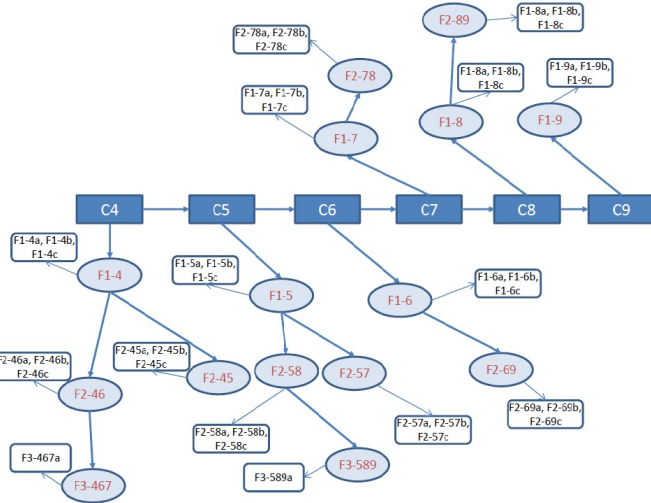 F2-89
F1-8a, F1-8b,
F1-8c
F2-78a, F2-78b,
F2-78c
F2-78
F1-8a, F1-8b,
F1-8c
F1-9a, F1-9b,
F1-9c
F1-7a, F1-7b,
F1-7c
F1-7
F1-8
F1-9
C4
C5
C6
C7
C8
C9
F1-4a, F1-4b,
F1-4c
F1-4
F1-5a, F1-5b,
F1-5c
F1-5
F1-6
F1-6a, F1-6b,
F1-6c
F2-46a, F2-46b,
F2-46c
F2-46
F2-45a, F2-45b,
F2-45c
F2-45
F2-58
F2-57
F2-69
F2-58a, F2-58b,
F2-58c
F2-57a, F2-57b,
F2-57c
F2-69a, F2-69b,
F2-69c
F3-467a
F3-467
F3-589a
F3-589